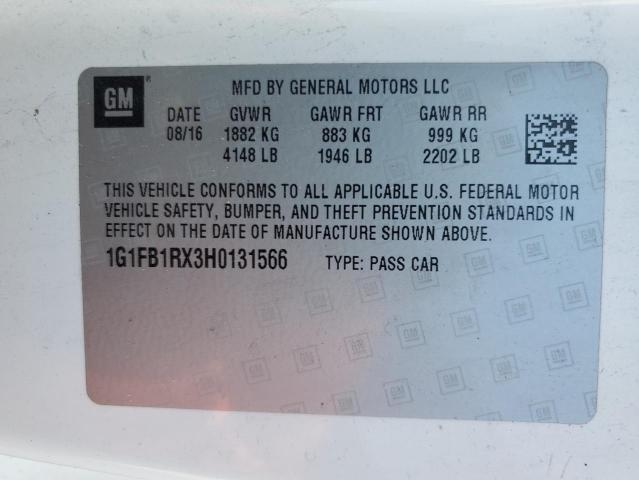 GM ®
MFD BY GENERAL MOTORS LLC
DATE GVWR GAWR FRT GAWR RR
08/16 1882 KG 883 KG 999 KG
4148 LB 1946 LB 2202 LB
THIS VEHICLE CONFORMS TO ALL APPLICABLE U.S. FEDERAL MOTOR
VEHICLE SAFETY, BUMPER, AND THEFT PREVENTION STANDARDS IN
EFFECT ON THE DATE OF MANUFACTURE SHOWN ABOVE.
1G1FB1RX3H0131566 TYPE: PASS CAR